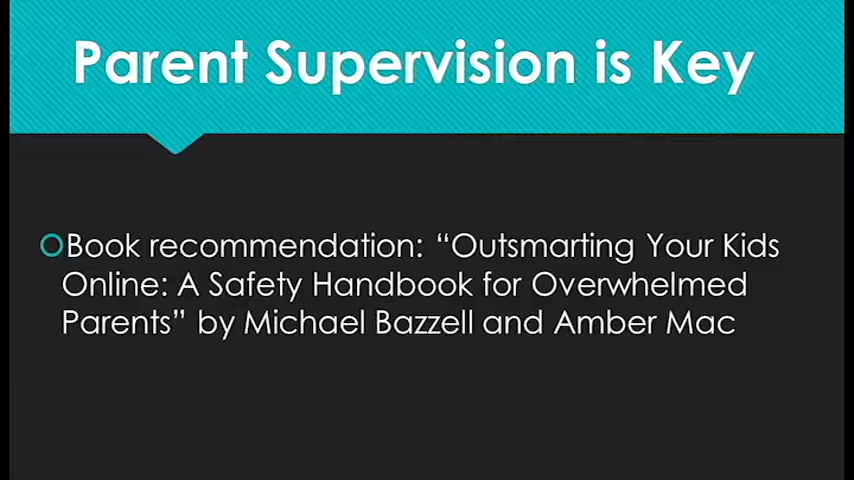 Parent Supervision is Key
Book recommendation: “Outsmarting Your Kids
Online: A Safety Handbook for Overwhelmed
Parents” by Michael Bazzell and Amber Mac